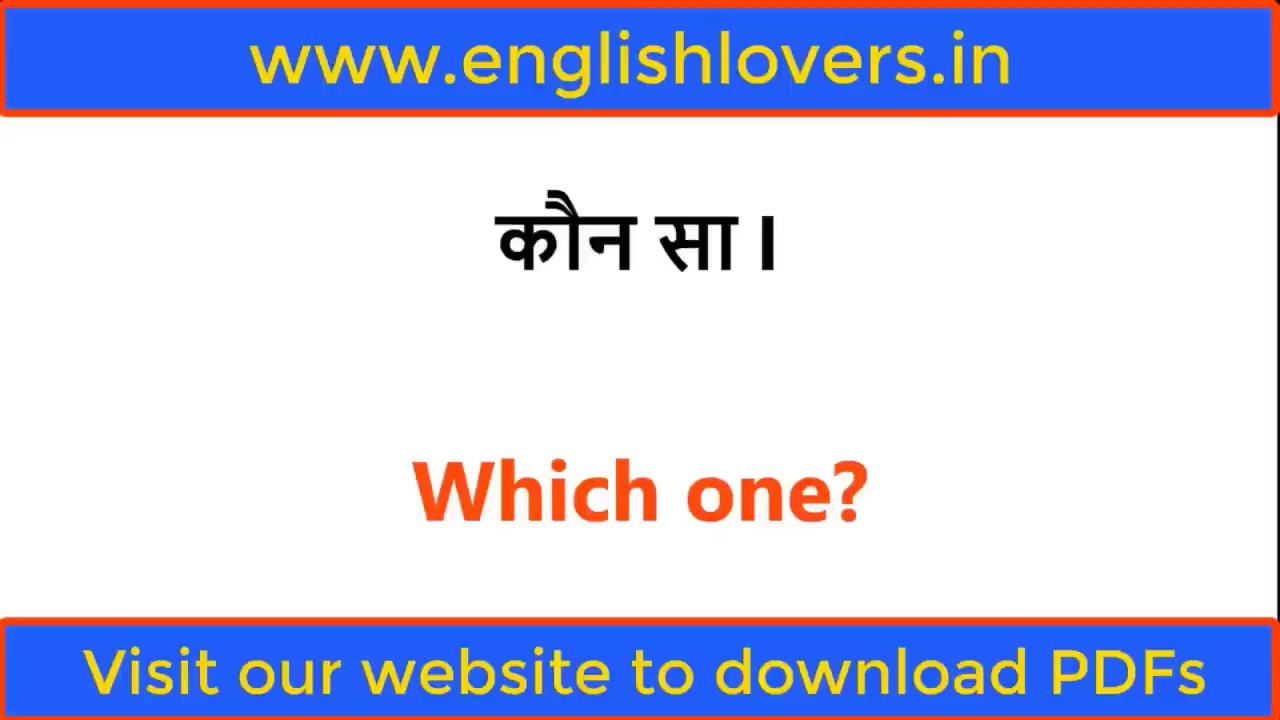 www.englishlovers.in
कौन सा ।
Which one?
Visit our website to download PDFs